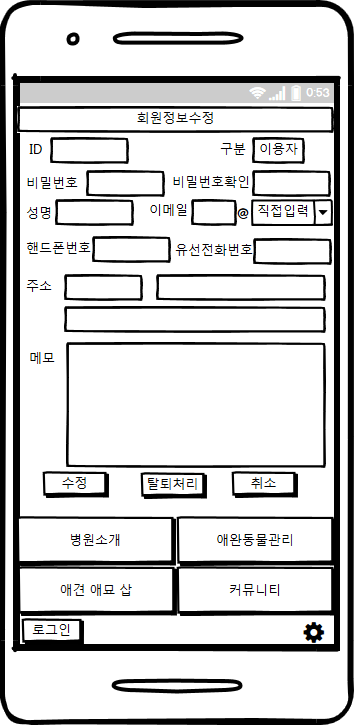 0:53
회원정보수정
ID 구분 이용자
비밀번호 비밀번호확인
성명 이메일 @ 직접입력
핸드폰번호 유선전화번호
주소
메모
수정 탈퇴처리 취소
병원소개 애완동물관리
애견 애묘 샵 커뮤니티
로그인